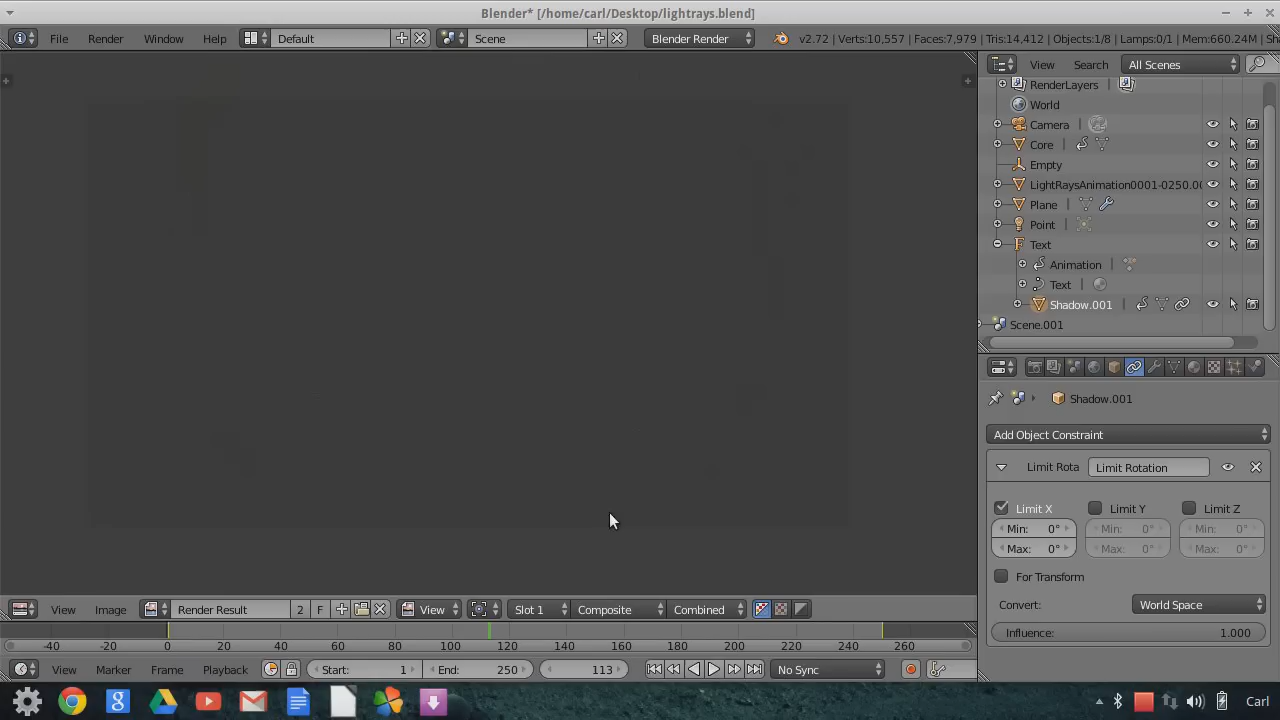 Blender* [/home/carl/Desktop/lightrays.blend]
File Render Window Help Default Scene Blender Render v2.72 | Verts:10,557 | Faces:7,979 | Tris:14,412 | Objects:1/8 | Lamps:0/1 | Mem:660.24M | Sh
View Search All Scenes
RenderLayers |
World
Camera |
Core |
Empty
LightRaysAnimation0001-0250.00
Plane |
Point |
Text
Animation |
Text |
Shadow.001 |
Scene.001
Shadow.001
Add Object Constraint
Limit Rota Limit Rotation
Limit X Limit Y Limit Z
Min: 0° Min: 0° Min: 0°
Max: 0° Max: 0° Max: 0°
For Transform
Convert: World Space
Influence: 1.000
View Image Render Result 2 F View Slot 1 Composite Combined
-40 -20 0 20 40 60 80 100 120 140 160 180 200 220 240 260
View Marker Frame Playback Start: 1 End: 250 113 No Sync
Carl